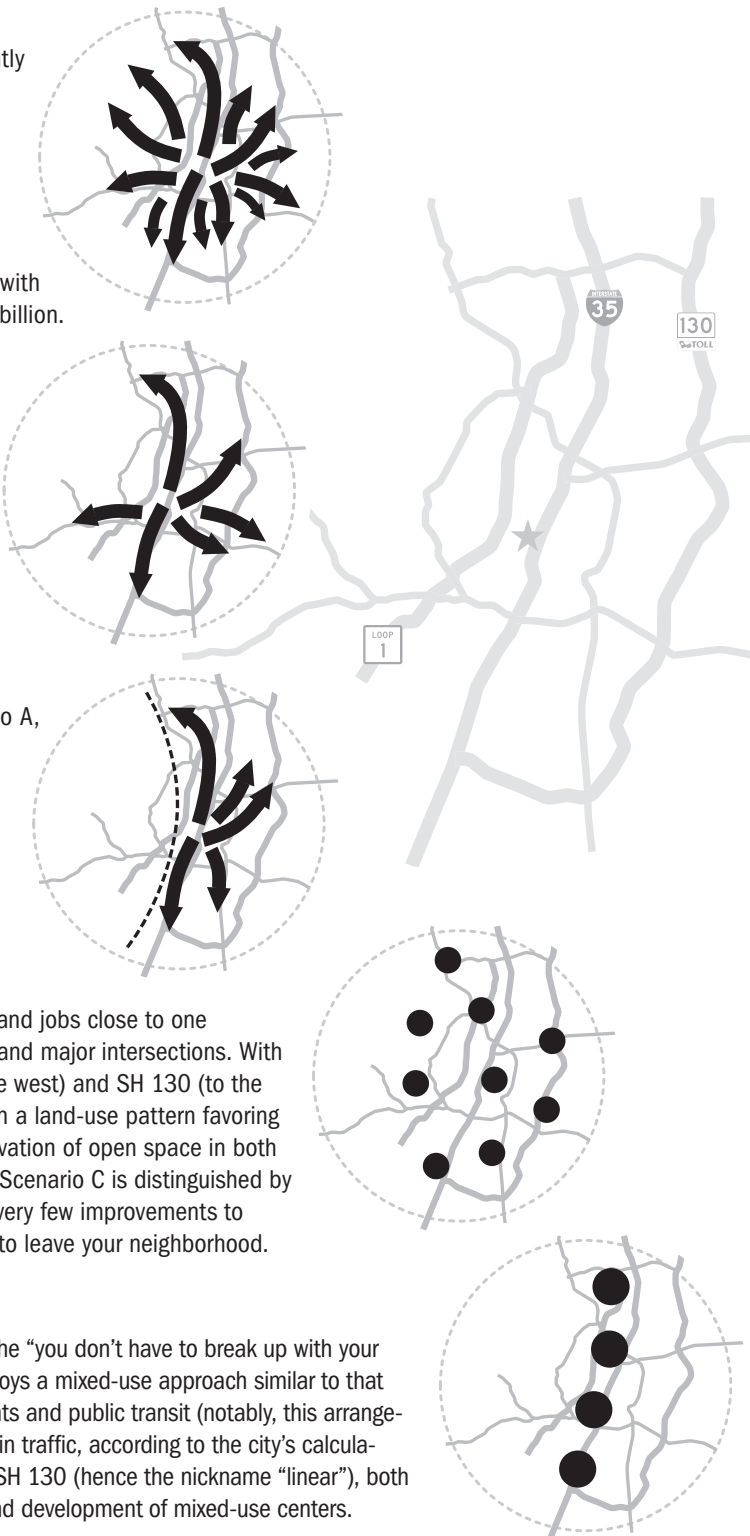 tly
with
billion.
INTERSTATE
35
130
TOLL
LOOP
1
o A,
and jobs close to one
and major intersections. With
e west) and SH 130 (to the
n a land-use pattern favoring
vation of open space in both
Scenario C is distinguished by
very few improvements to
to leave your neighborhood.
he “you don’t have to break up with your
loys a mixed-use approach similar to that
nts and public transit (notably, this arrange-
in traffic, according to the city’s calcula-
SH 130 (hence the nickname “linear”), both
nd development of mixed-use centers.